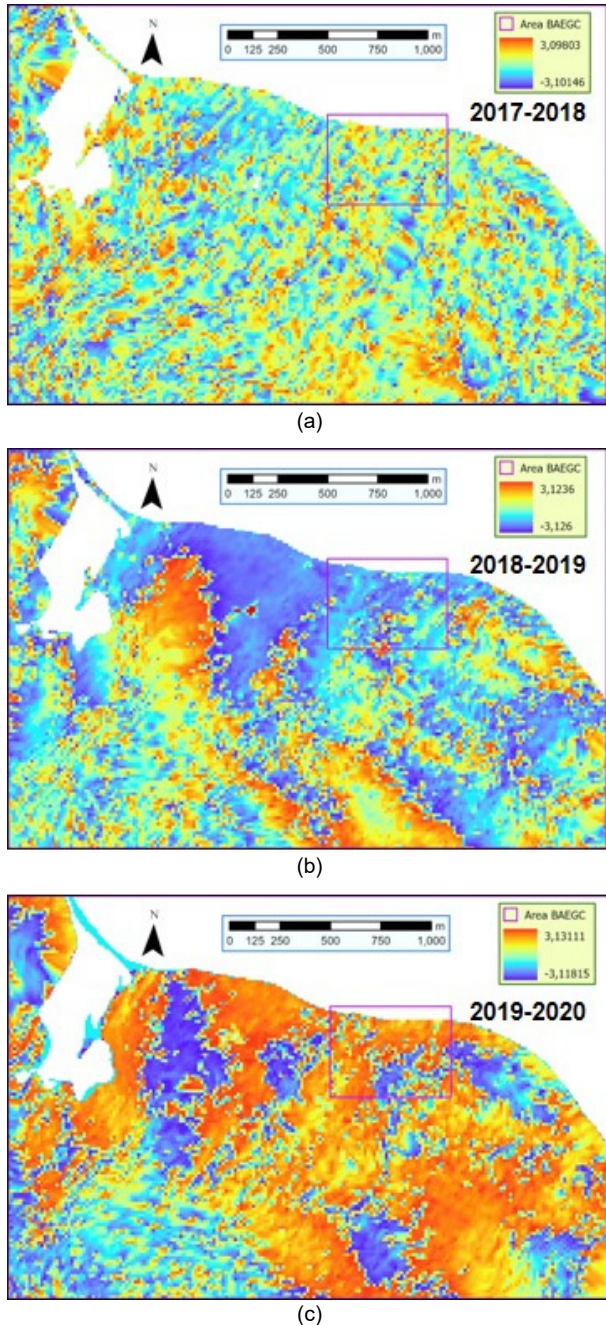 N
0 125 250 500 750 1,000 m
Area BAEGC
3,09803
-3,10146
2017-2018
(a)
N
0 125 250 500 750 1,000 m
Area BAEGC
3,1236
-3,126
2018-2019
(b)
N
0 125 250 500 750 1,000 m
Area BAEGC
3,13111
-3,11815
2019-2020
(c)